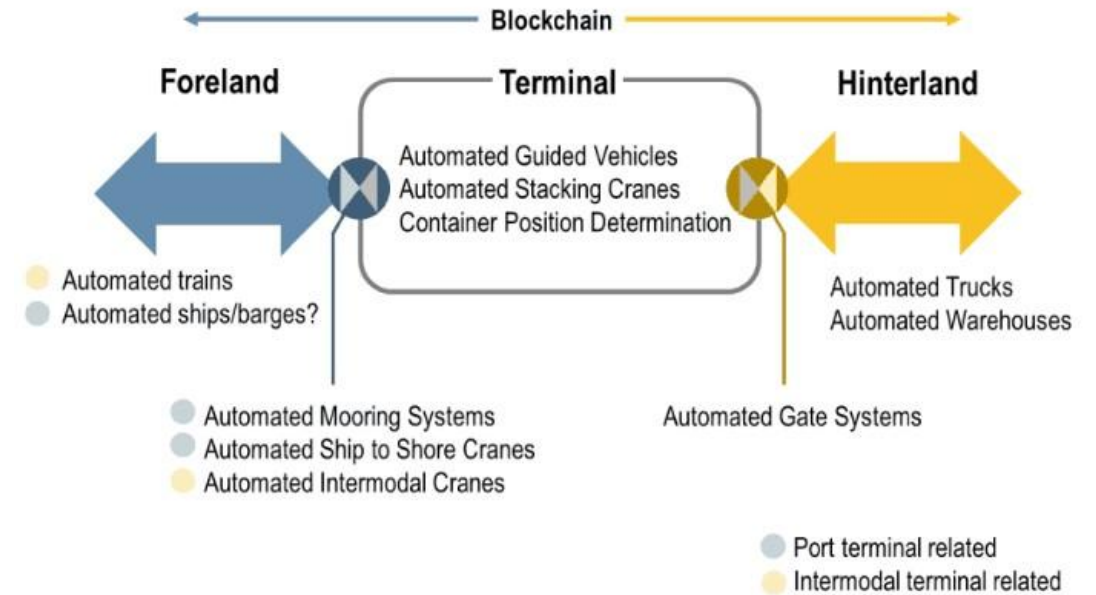 Blockchain
Foreland
Terminal
Hinterland
Automated Guided Vehicles
Automated Stacking Cranes
Container Position Determination
Automated trains
Automated ships/barges?
Automated Trucks
Automated Warehouses
Automated Mooring Systems
Automated Ship to Shore Cranes
Automated Intermodal Cranes
Automated Gate Systems
Port terminal related
Intermodal terminal related